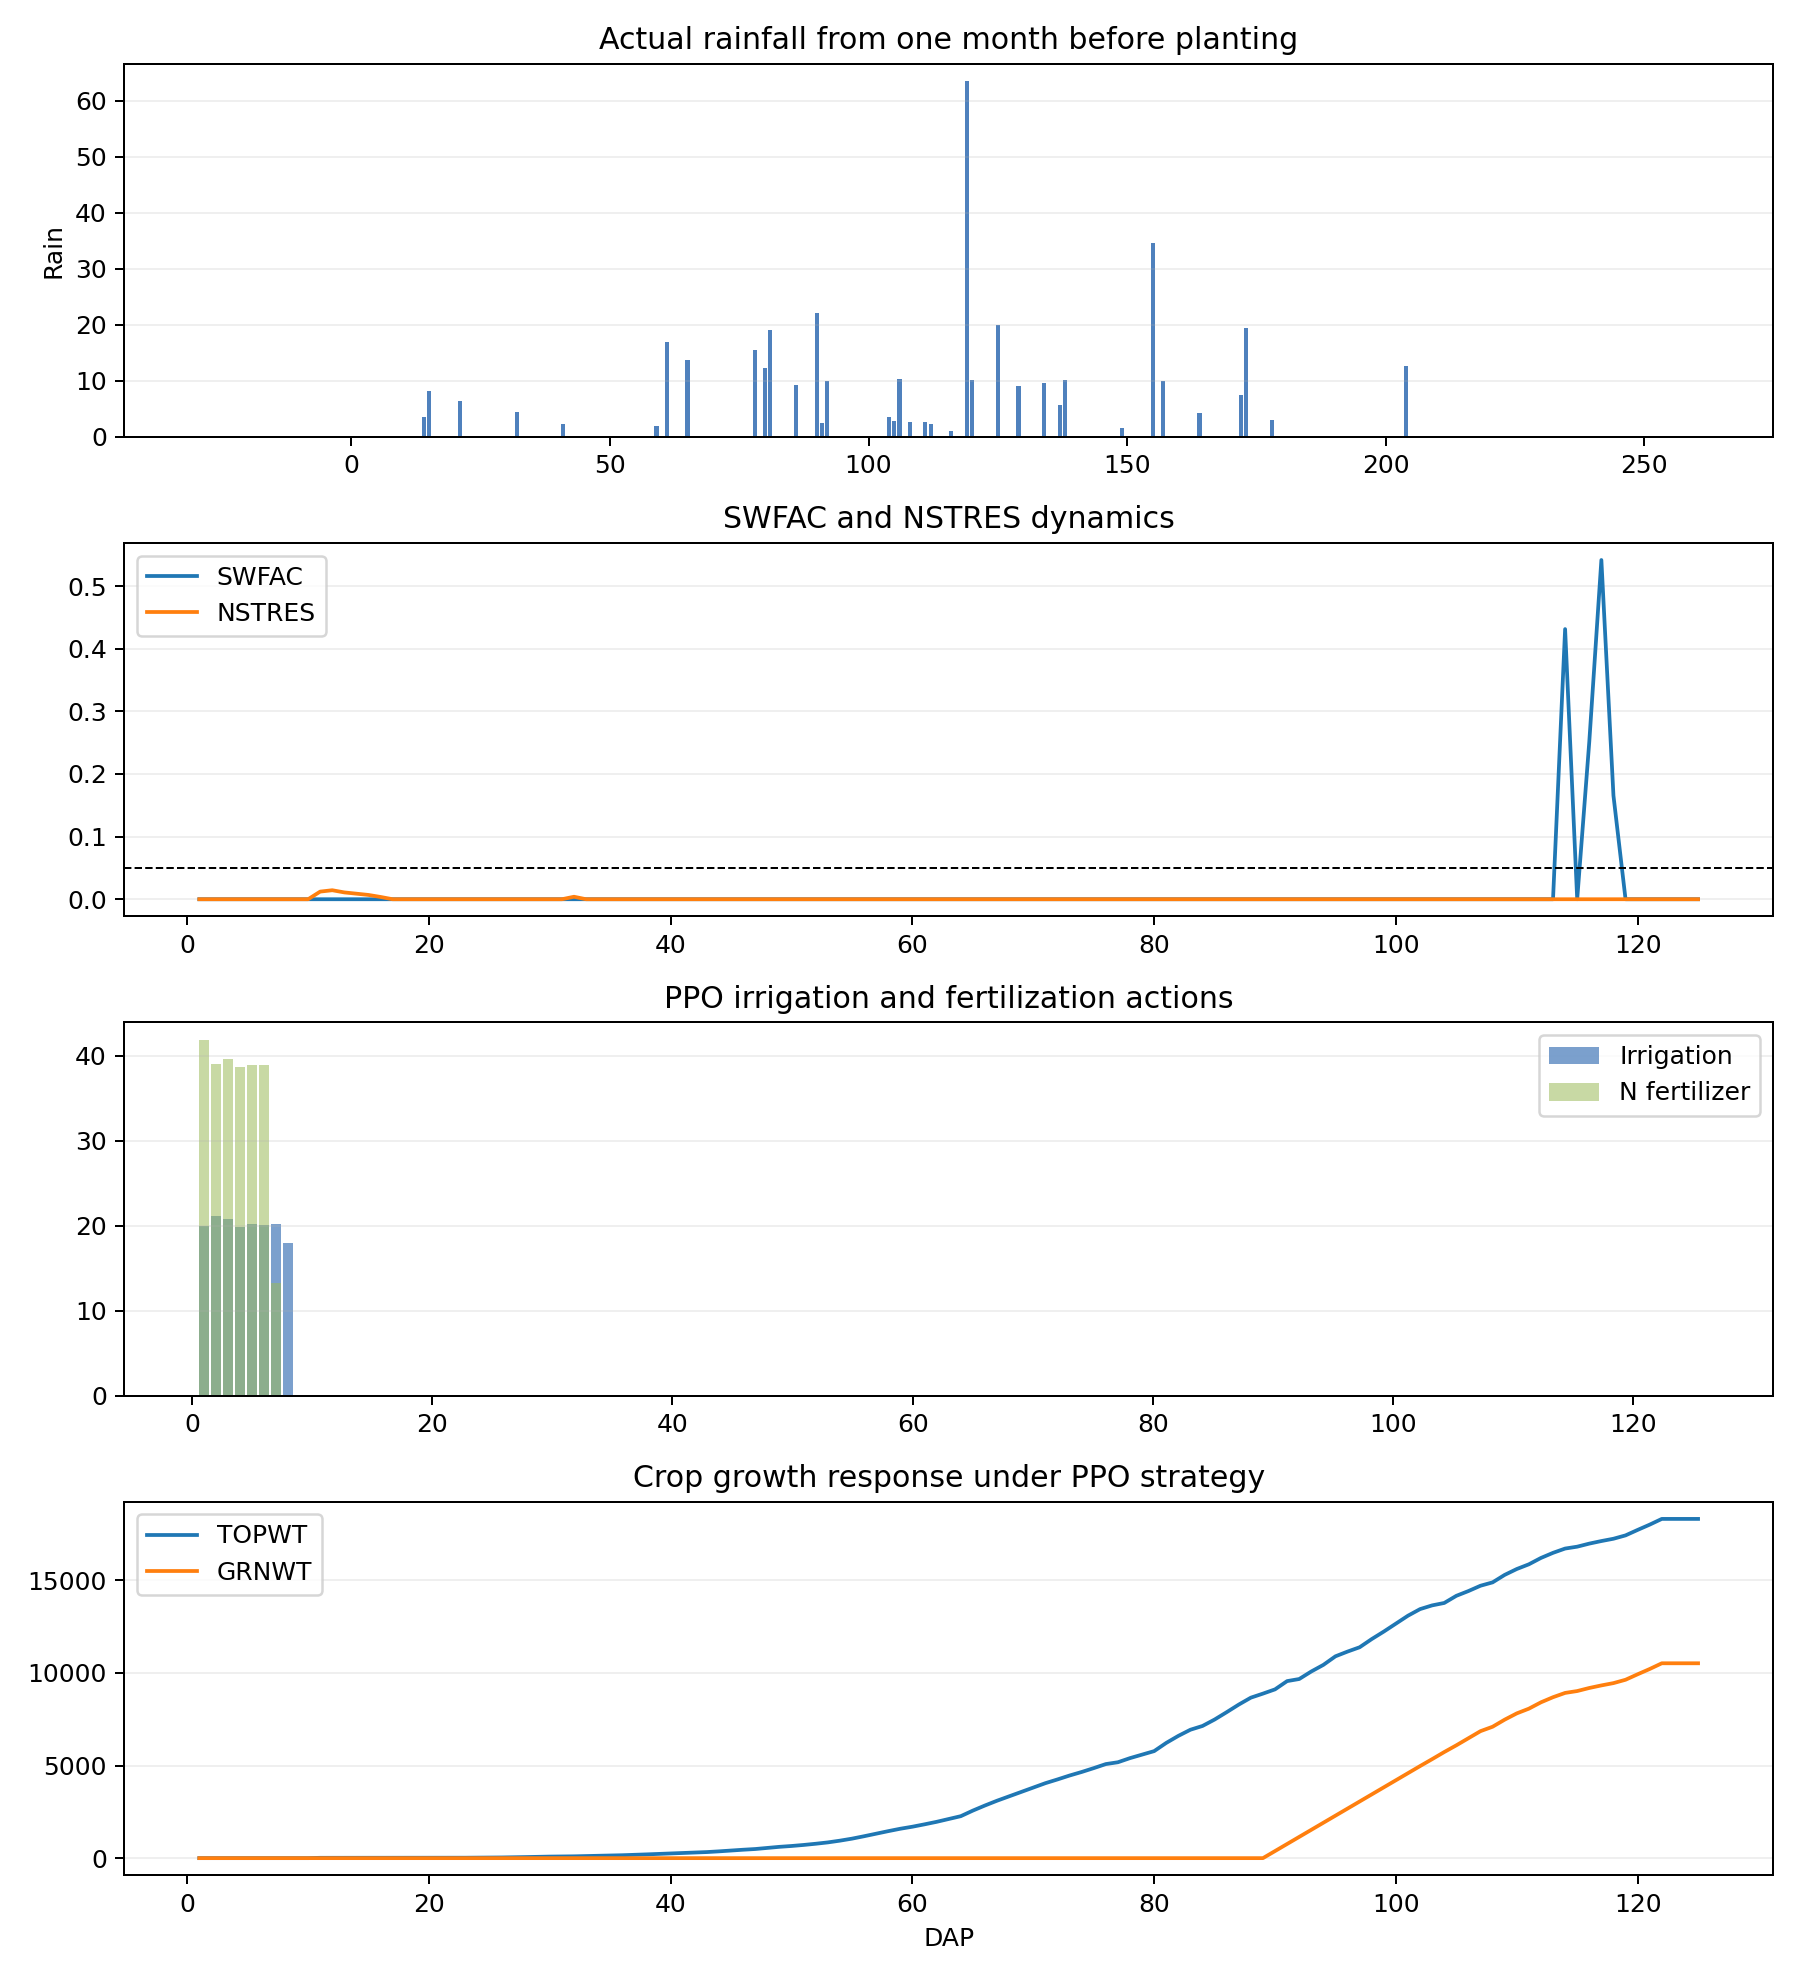 Actual rainfall from one month before planting
Rain
60
50
40
30
20
10
0
0 50 100 150 200 250
SWFAC and NSTRES dynamics
SWFAC
NSTRES
0.5
0.4
0.3
0.2
0.1
0.0
0 20 40 60 80 100 120
PPO irrigation and fertilization actions
Irrigation
N fertilizer
40
30
20
10
0
0 20 40 60 80 100 120
Crop growth response under PPO strategy
TOPWT
GRNWT
15000
10000
5000
0
0 20 40 60 80 100 120
DAP